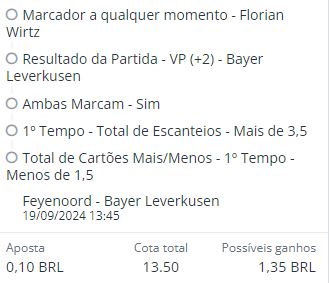 Marcador a qualquer momento - Florian
Wirtz
Resultado da Partida - VP (+2) - Bayer
Leverkusen
Ambas Marcam - Sim
1º Tempo - Total de Escanteios - Mais de 3,5
Total de Cartões Mais/Menos - 1º Tempo -
Menos de 1,5
Feyenoord - Bayer Leverkusen
19/09/2024 13:45
Aposta Cota total Possíveis ganhos
0,10 BRL 13.50 1,35 BRL